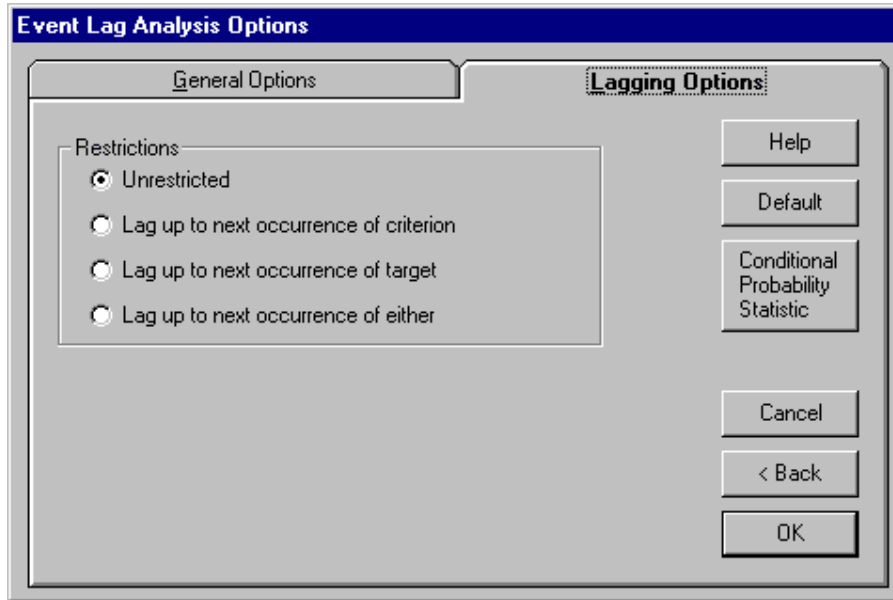 Event Lag Analysis Options
General Options
Lagging Options
Restrictions
Unrestricted
Lag up to next occurrence of criterion
Lag up to next occurrence of target
Lag up to next occurrence of either
Help
Default
Conditional
Probability
Statistic
Cancel
< Back
OK